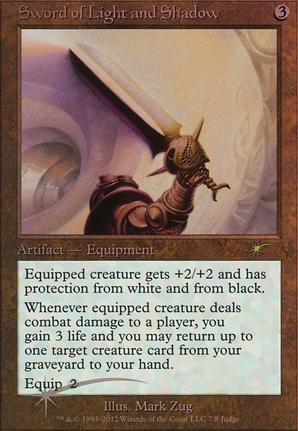 Sword of Light and Shadow 3
Artifact — Equipment
Equipped creature gets +2/+2 and has
protection from white and from black.
Whenever equipped creature deals
combat damage to a player, you
gain 3 life and you may return up to
one target creature card from your
graveyard to your hand.
Equip 2
Illus. Mark Zug
™ & © 1993-2012 Wizards of the Coast LLC 7/8 Judge